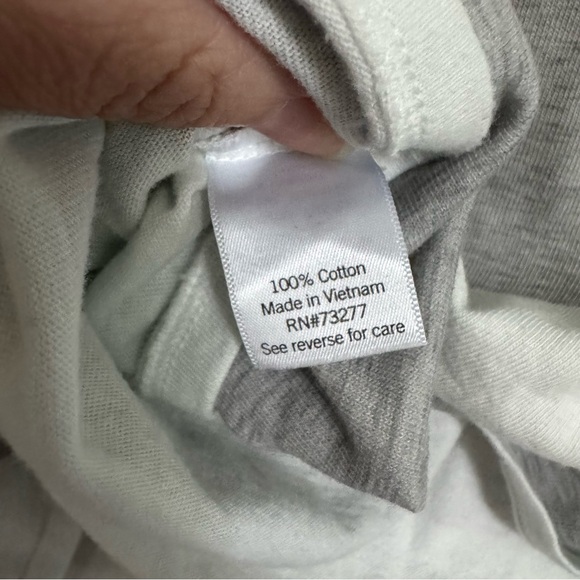 100% Cotton
Made in Vietnam
RN#73277
See reverse for care